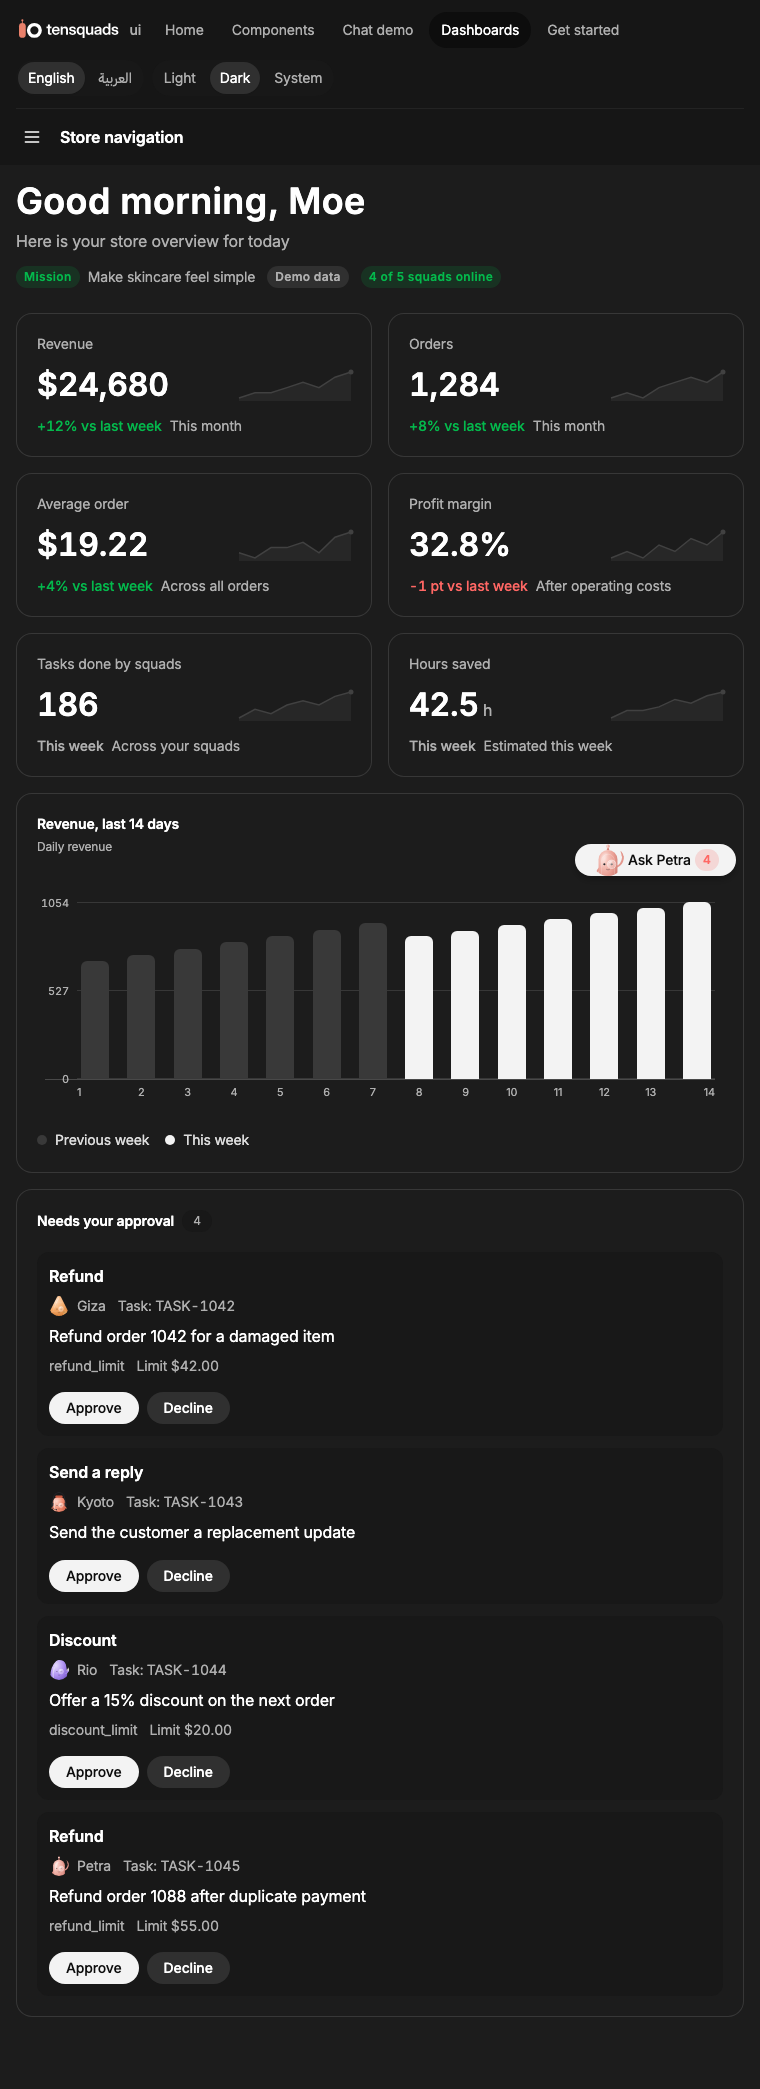 tensquads ui Home Components Chat demo Dashboards Get started
English العربية Light Dark System
Store navigation
Good morning, Moe
Here is your store overview for today
Mission Make skincare feel simple Demo data 4 of 5 squads online
Revenue
$24,680
+12% vs last week This month
Orders
1,284
+8% vs last week This month
Average order
$19.22
+4% vs last week Across all orders
Profit margin
32.8%
-1 pt vs last week After operating costs
Tasks done by squads
186
This week Across your squads
Hours saved
42.5 h
This week Estimated this week
Revenue, last 14 days
Daily revenue
Ask Petra 4
1054
527
0
1 2 3 4 5 6 7 8 9 10 11 12 13 14
Previous week This week
Needs your approval 4
Refund
Giza Task: TASK-1042
Refund order 1042 for a damaged item
refund_limit Limit $42.00
Approve Decline
Send a reply
Kyoto Task: TASK-1043
Send the customer a replacement update
Approve Decline
Discount
Rio Task: TASK-1044
Offer a 15% discount on the next order
discount_limit Limit $20.00
Approve Decline
Refund
Petra Task: TASK-1045
Refund order 1088 after duplicate payment
refund_limit Limit $55.00
Approve Decline